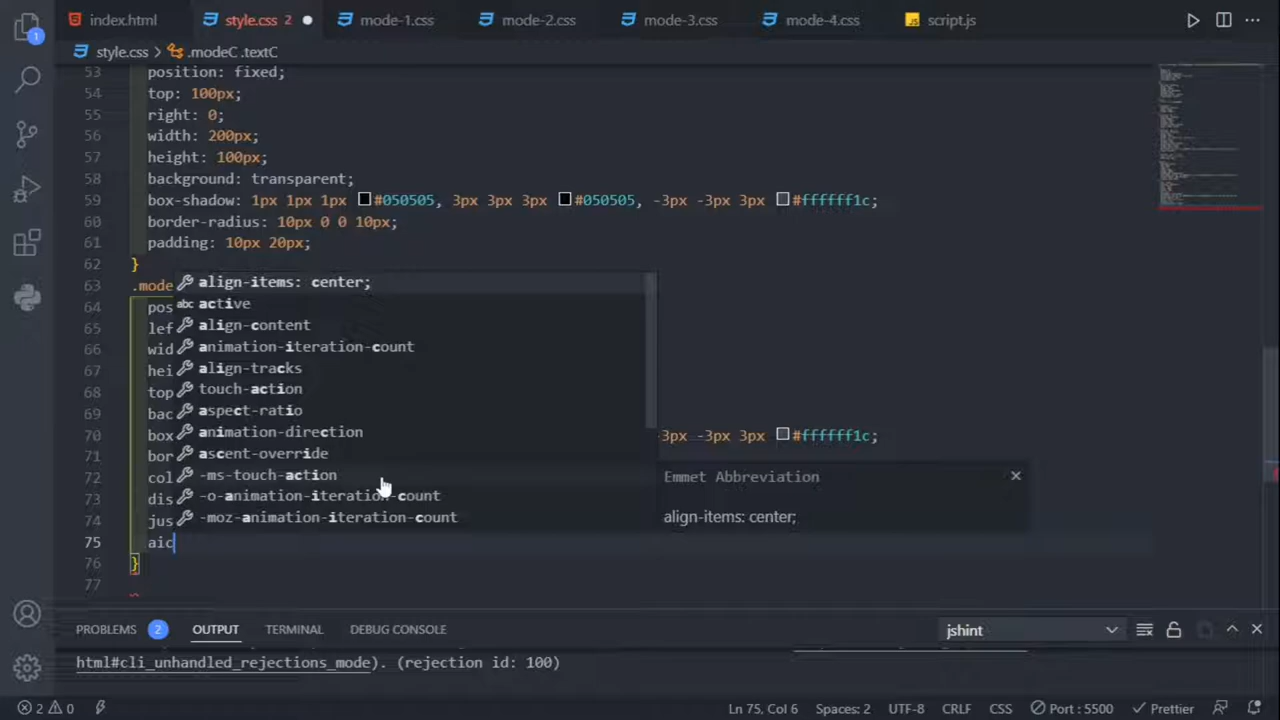 index.html style.css 2 mode-1.css mode-2.css mode-3.css mode-4.css script.js
1 style.css > .modeC .textC
53 position: fixed;
54 top: 100px;
55 right: 0;
56 width: 200px;
57 height: 100px;
58 background: transparent;
59 box-shadow: 1px 1px 1px #050505, 3px 3px 3px #050505, -3px -3px 3px #ffffff1c;
60 border-radius: 10px 0 0 10px;
61 padding: 10px 20px;
62 }
63 .mode align-items: center;
64 pos abc active
65 lef align-content
66 wid animation-iteration-count
67 hei align-tracks
68 top touch-action
69 bac aspect-ratio
70 box animation-direction 3px -3px 3px #ffffff1c;
71 bor ascent-override
72 col -ms-touch-action Emmet Abbreviation
73 dis -o-animation-iteration-count
74 jus -moz-animation-iteration-count align-items: center;
75 aic
76 }
77
PROBLEMS 2 OUTPUT TERMINAL DEBUG CONSOLE jshint
html#cli_unhandled_rejections_mode). (rejection id: 100)
2 0 Ln 75, Col 6 Spaces: 2 UTF-8 CRLF CSS Port : 5500 Prettier